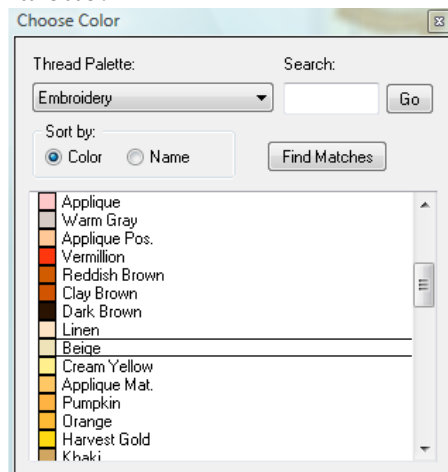 Choose Color
Thread Palette:
Search:
Embroidery
Go
Sort by:
Color
Name
Find Matches
Applique
Warm Gray
Applique Pos.
Vermillion
Reddish Brown
Clay Brown
Dark Brown
Linen
Beige
Cream Yellow
Applique Mat.
Pumpkin
Orange
Harvest Gold
Khaki